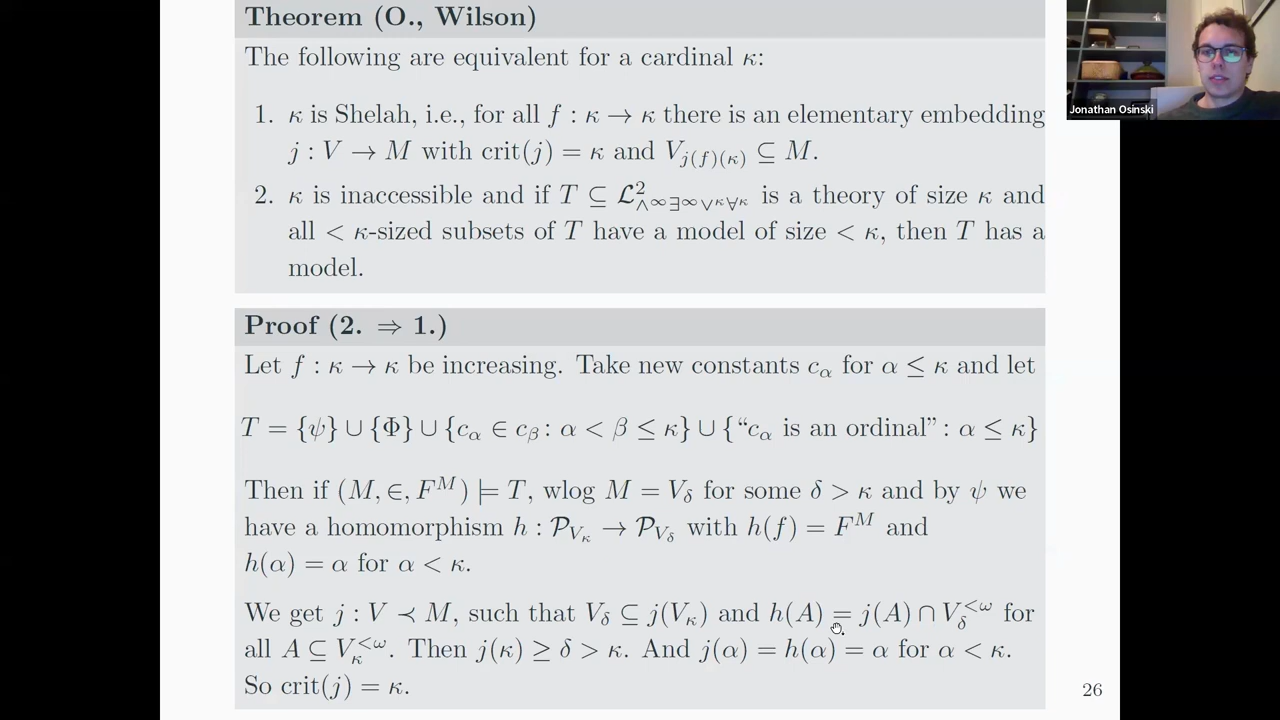 Theorem (O., Wilson)
The following are equivalent for a cardinal κ:
1. κ is Shelah, i.e., for all f : κ → κ there is an elementary embedding
j : V → M with crit(j) = κ and V_{j(f)(κ)} ⊆ M.
2. κ is inaccessible and if T ⊆ 𝓛²_{∧^∞∃^∞∨^κ∀^κ} is a theory of size κ and
all < κ-sized subsets of T have a model of size < κ, then T has a
model.
Proof (2. ⇒ 1.)
Let f : κ → κ be increasing. Take new constants c_α for α ≤ κ and let
T = {ψ} ∪ {Φ} ∪ {c_α ∈ c_β : α < β ≤ κ} ∪ {“c_α is an ordinal” : α ≤ κ}
Then if (M, ∈, F^M) ⊨ T, wlog M = V_δ for some δ > κ and by ψ we
have a homomorphism h : 𝒫_{V_κ} → 𝒫_{V_δ} with h(f) = F^M and
h(α) = α for α < κ.
We get j : V ≺ M, such that V_δ ⊆ j(V_κ) and h(A) = j(A) ∩ V_δ^{<ω} for
all A ⊆ V_κ^{<ω}. Then j(κ) ≥ δ > κ. And j(α) = h(α) = α for α < κ.
So crit(j) = κ.
26
Jonathan Osinski